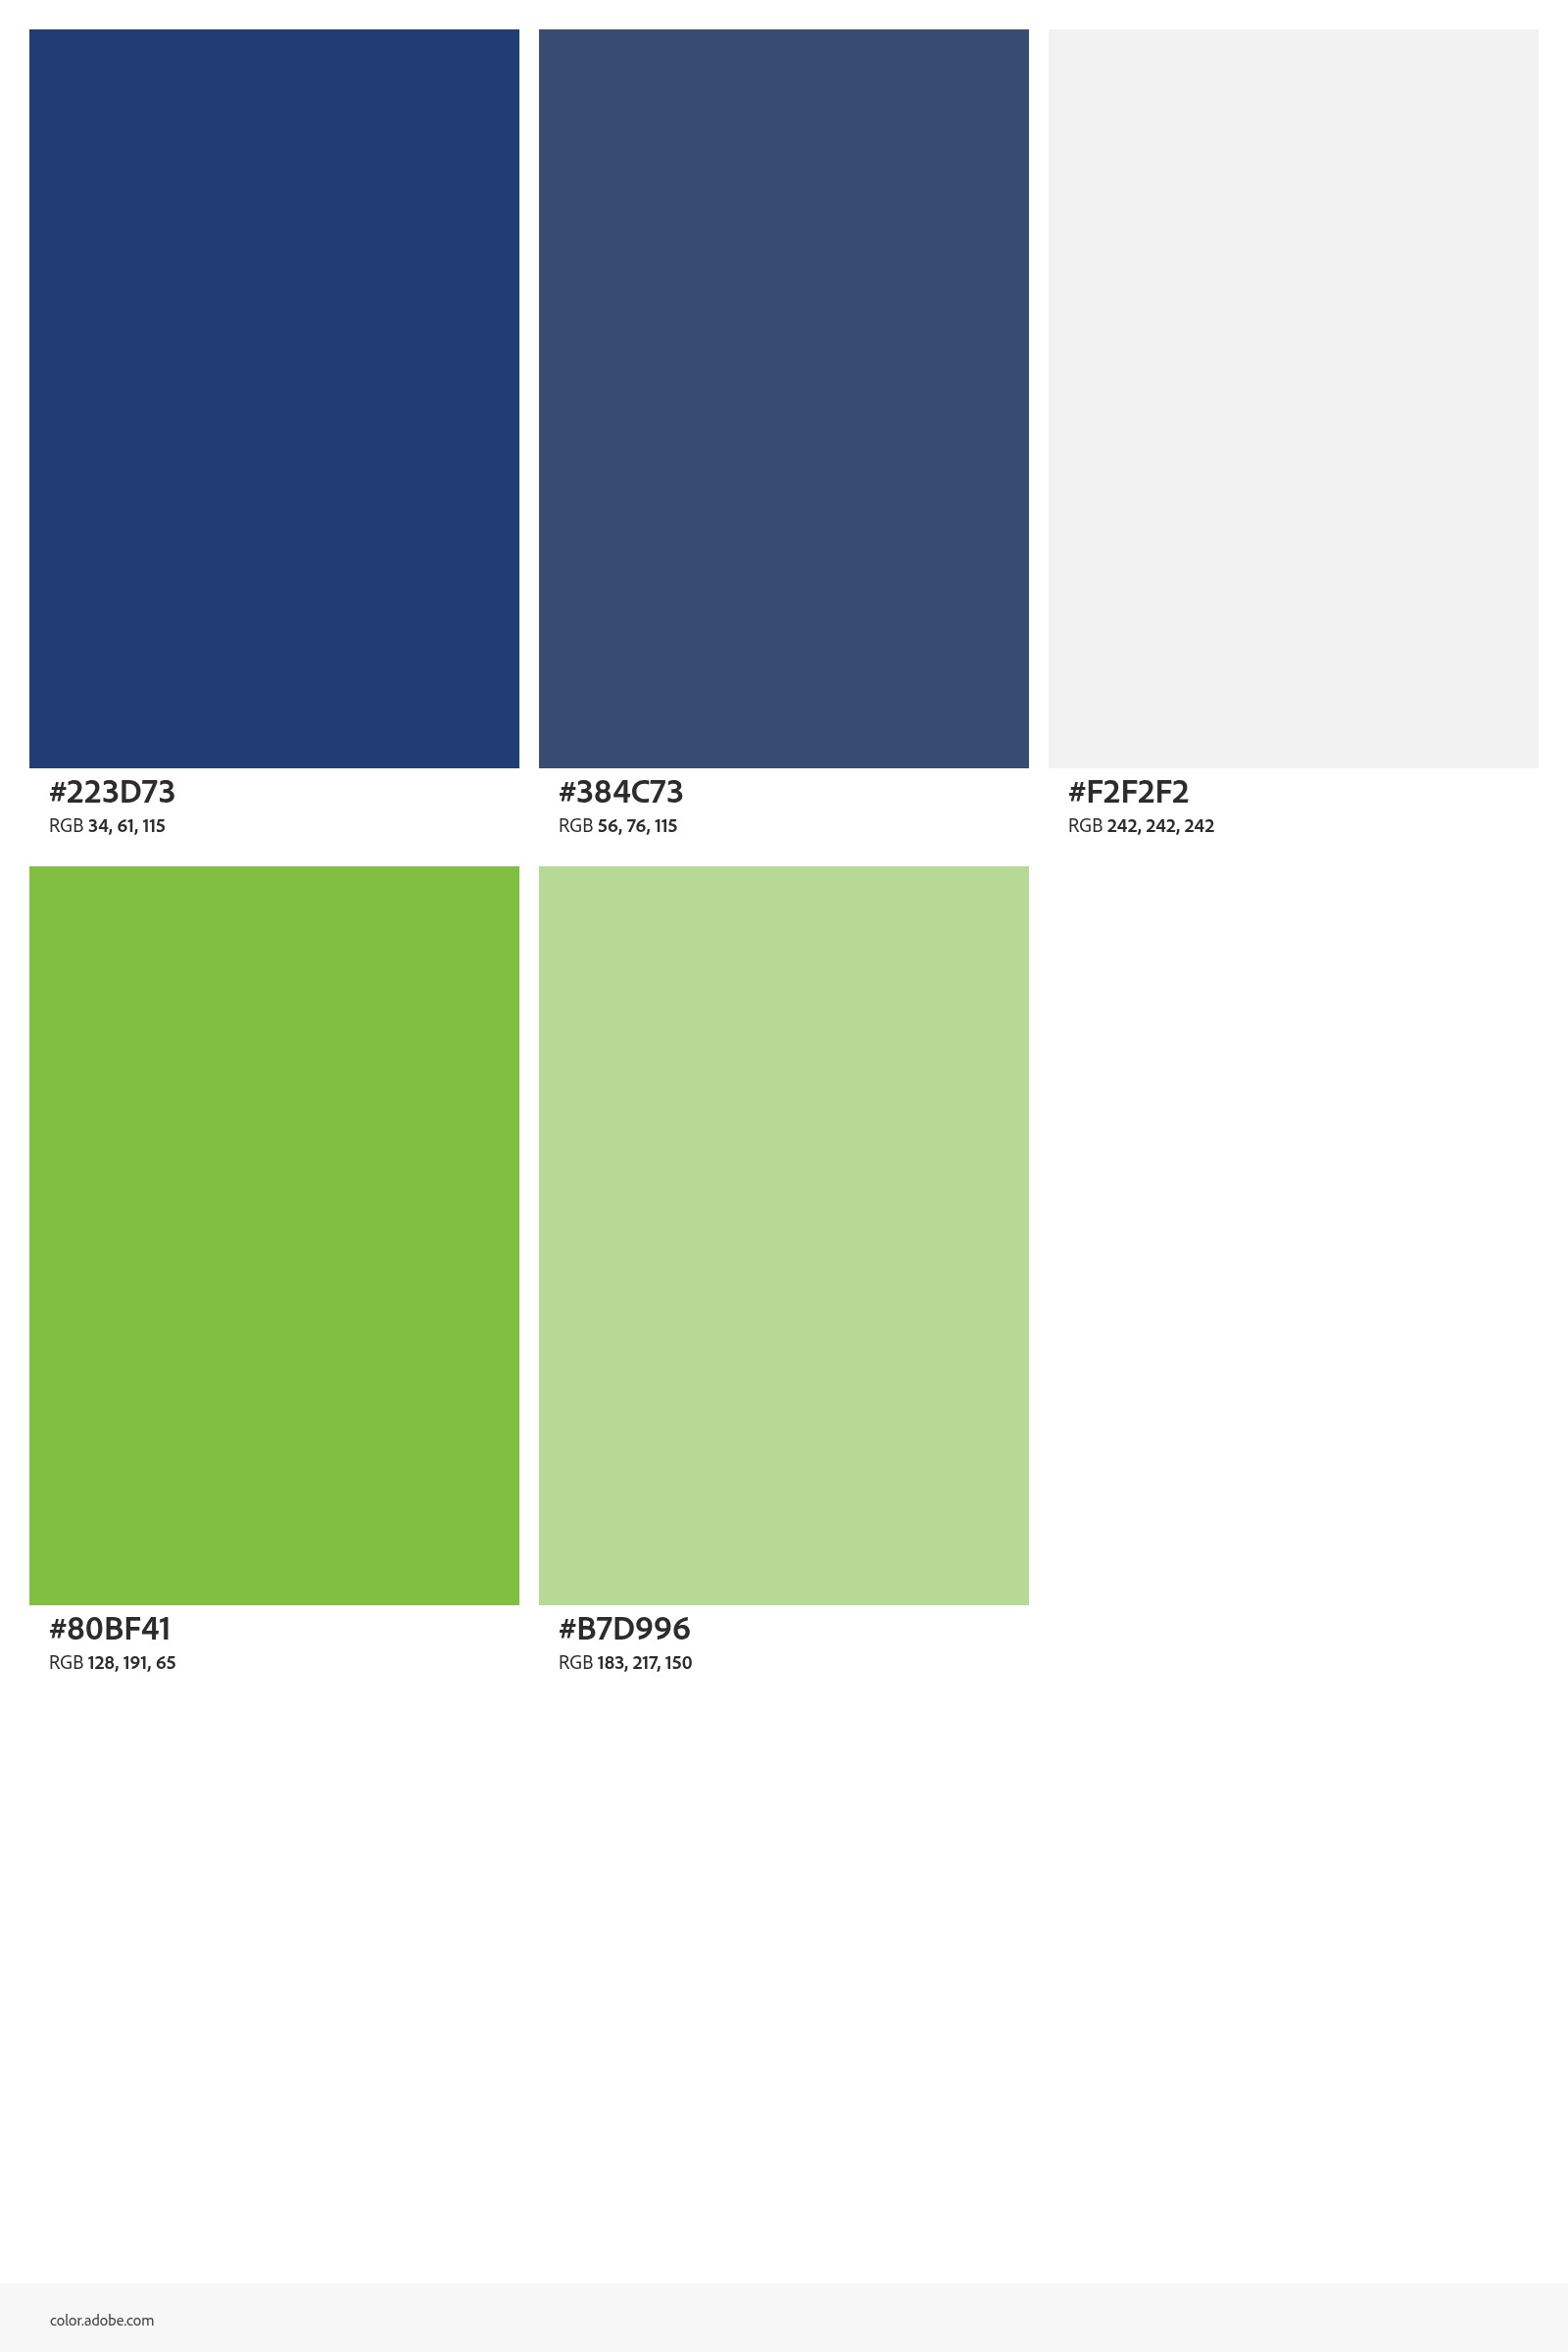 #223D73
RGB 34, 61, 115
#384C73
RGB 56, 76, 115
#F2F2F2
RGB 242, 242, 242
#80BF41
RGB 128, 191, 65
#B7D996
RGB 183, 217, 150
color.adobe.com